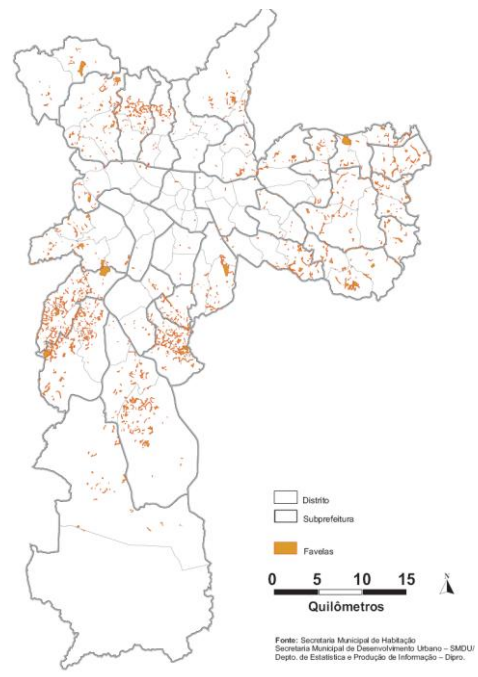 Distrito
Subprefeitura
Favelas
0 5 10 15
Quilômetros
N
Fonte: Secretaria Municipal de Habitação
Secretaria Municipal de Desenvolvimento Urbano – SMDU/
Depto. de Estatística e Produção de Informação – Dipro.